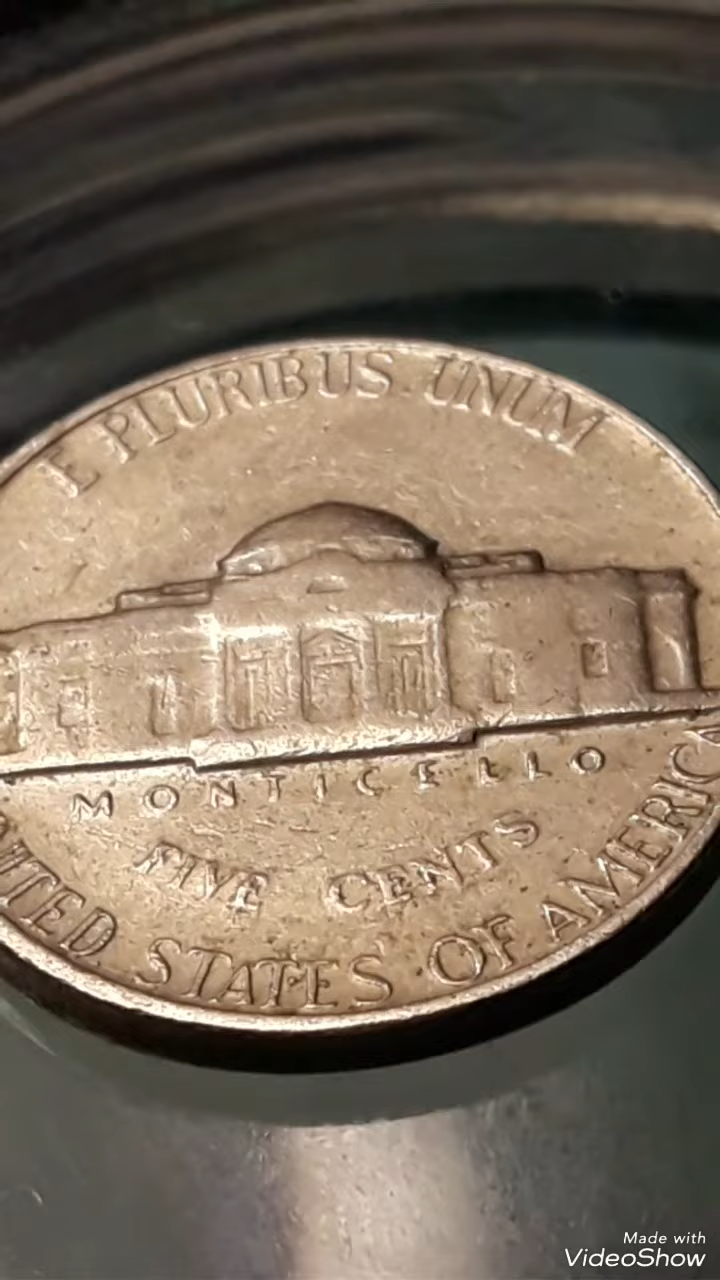 E PLURIBUS UNUM
MONTICELLO
FIVE CENTS
UNITED STATES OF AMERICA
Made with
VideoShow